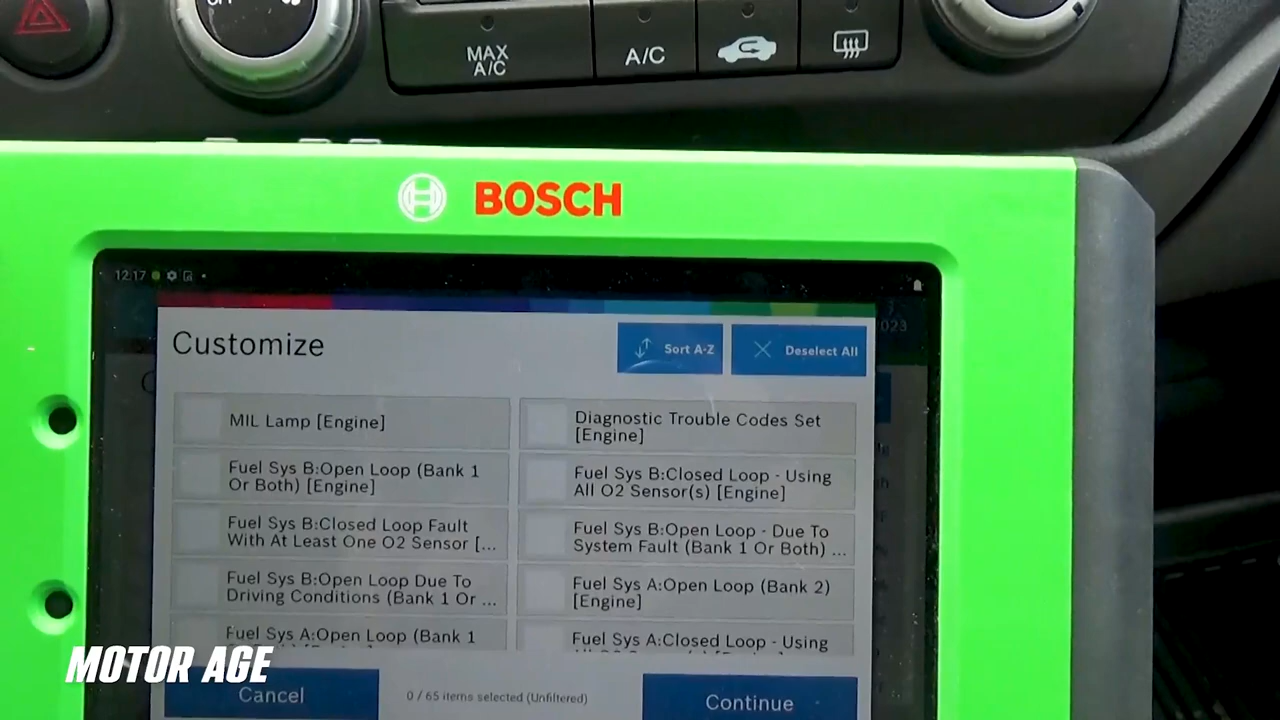 OFF
MAX
A/C
A/C
BOSCH
12:17
023
Customize
Sort A-Z
Deselect All
MIL Lamp [Engine]
Diagnostic Trouble Codes Set
[Engine]
Fuel Sys B:Open Loop (Bank 1
Or Both) [Engine]
Fuel Sys B:Closed Loop - Using
All O2 Sensor(s) [Engine]
Fuel Sys B:Closed Loop Fault
With At Least One O2 Sensor [...
Fuel Sys B:Open Loop - Due To
System Fault (Bank 1 Or Both) ...
Fuel Sys B:Open Loop Due To
Driving Conditions (Bank 1 Or ...
Fuel Sys A:Open Loop (Bank 2)
[Engine]
Fuel Sys A:Open Loop (Bank 1
Fuel Sys A:Closed Loop - Using
MOTOR AGE
Cancel
0 / 65 items selected (Unfiltered)
Continue